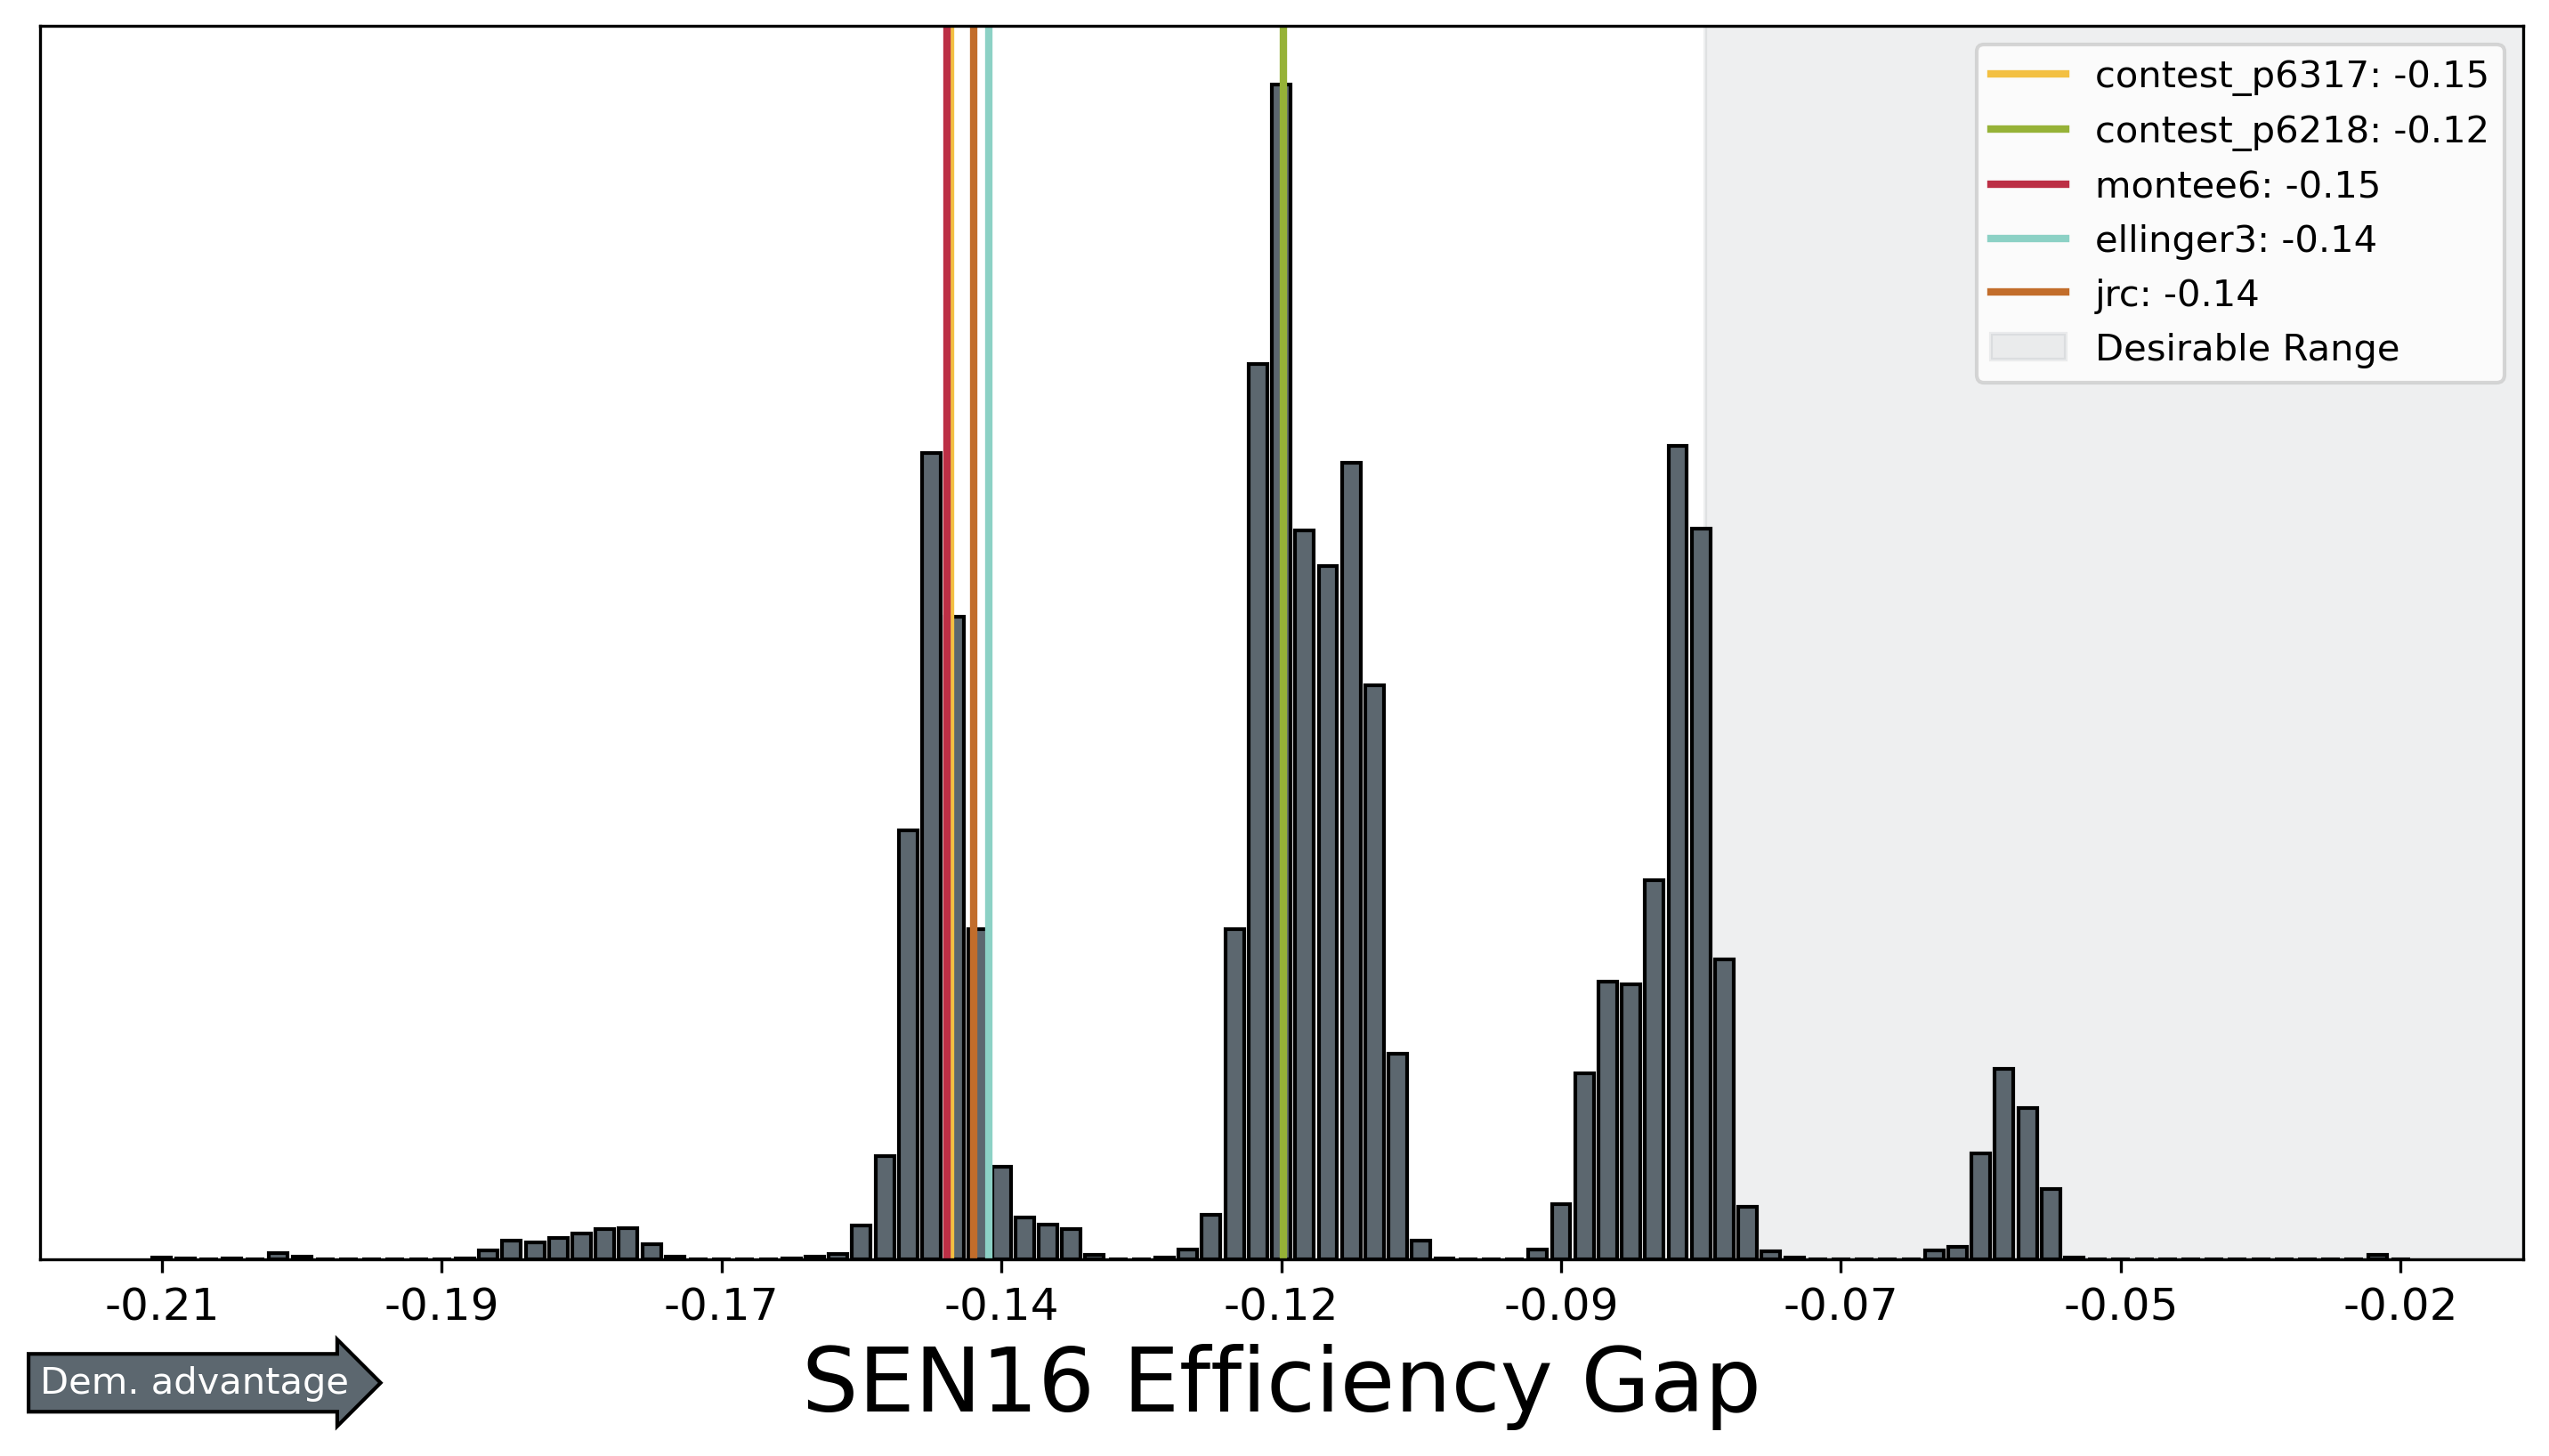 contest_p6317: -0.15
contest_p6218: -0.12
montee6: -0.15
ellinger3: -0.14
jrc: -0.14
Desirable Range
-0.21 -0.19 -0.17 -0.14 -0.12 -0.09 -0.07 -0.05 -0.02
Dem. advantage
SEN16 Efficiency Gap